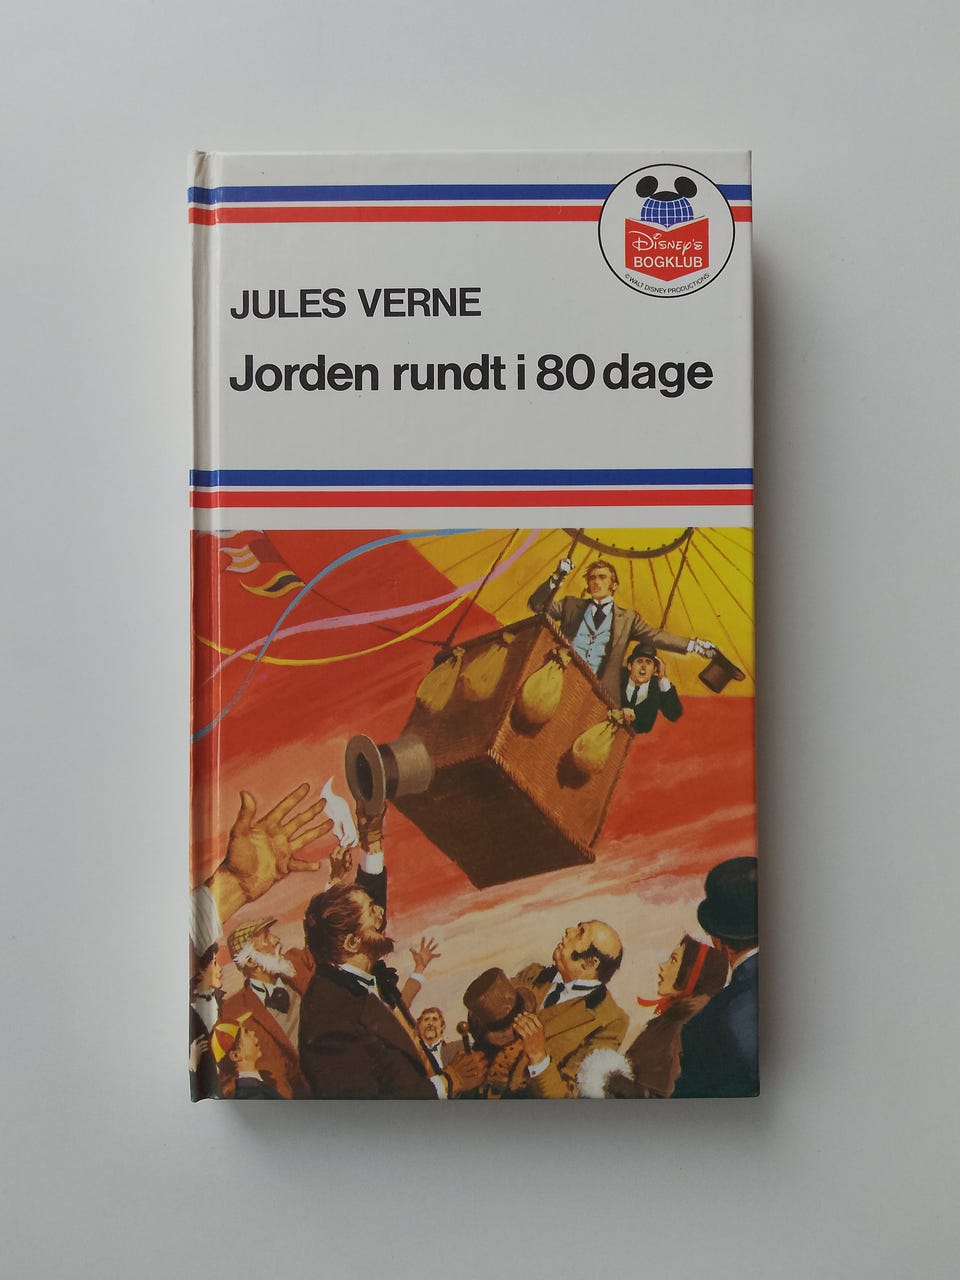 Disney's
BOGKLUB
©WALT DISNEY PRODUCTIONS
JULES VERNE
Jorden rundt i 80 dage